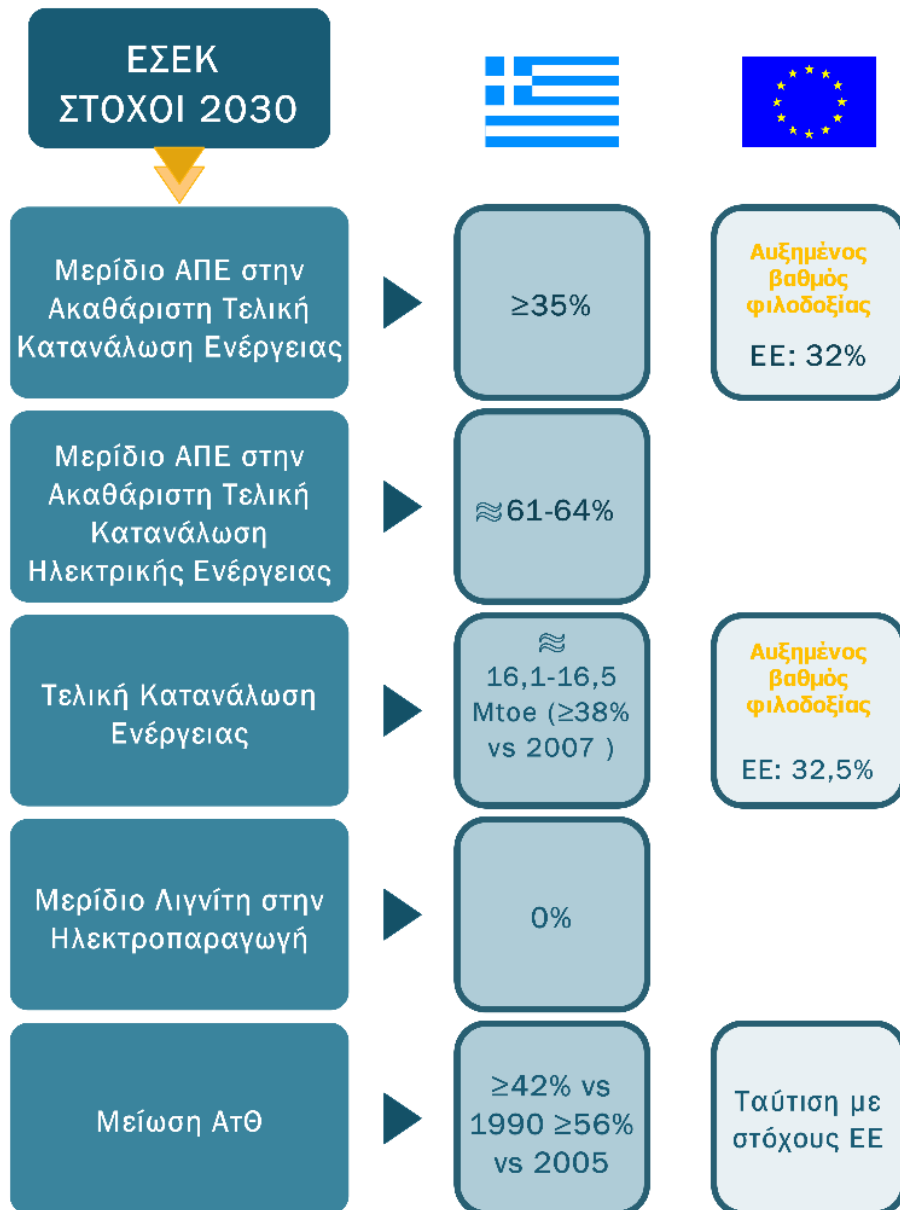 ΕΣΕΚ
ΣΤΟΧΟΙ 2030
Μερίδιο ΑΠΕ στην
Ακαθάριστη Τελική
Κατανάλωση Ενέργειας
≥35%
Αυξημένος
βαθμός
φιλοδοξίας
ΕΕ: 32%
Μερίδιο ΑΠΕ στην
Ακαθάριστη Τελική
Κατανάλωση
Ηλεκτρικής Ενέργειας
≋61-64%
Τελική Κατανάλωση
Ενέργειας
≋
16,1-16,5
Mtoe (≥38%
vs 2007 )
Αυξημένος
βαθμός
φιλοδοξίας
ΕΕ: 32,5%
Μερίδιο Λιγνίτη στην
Ηλεκτροπαραγωγή
0%
Μείωση ΑτΘ
≥42% vs
1990 ≥56%
vs 2005
Ταύτιση με
στόχους ΕΕ